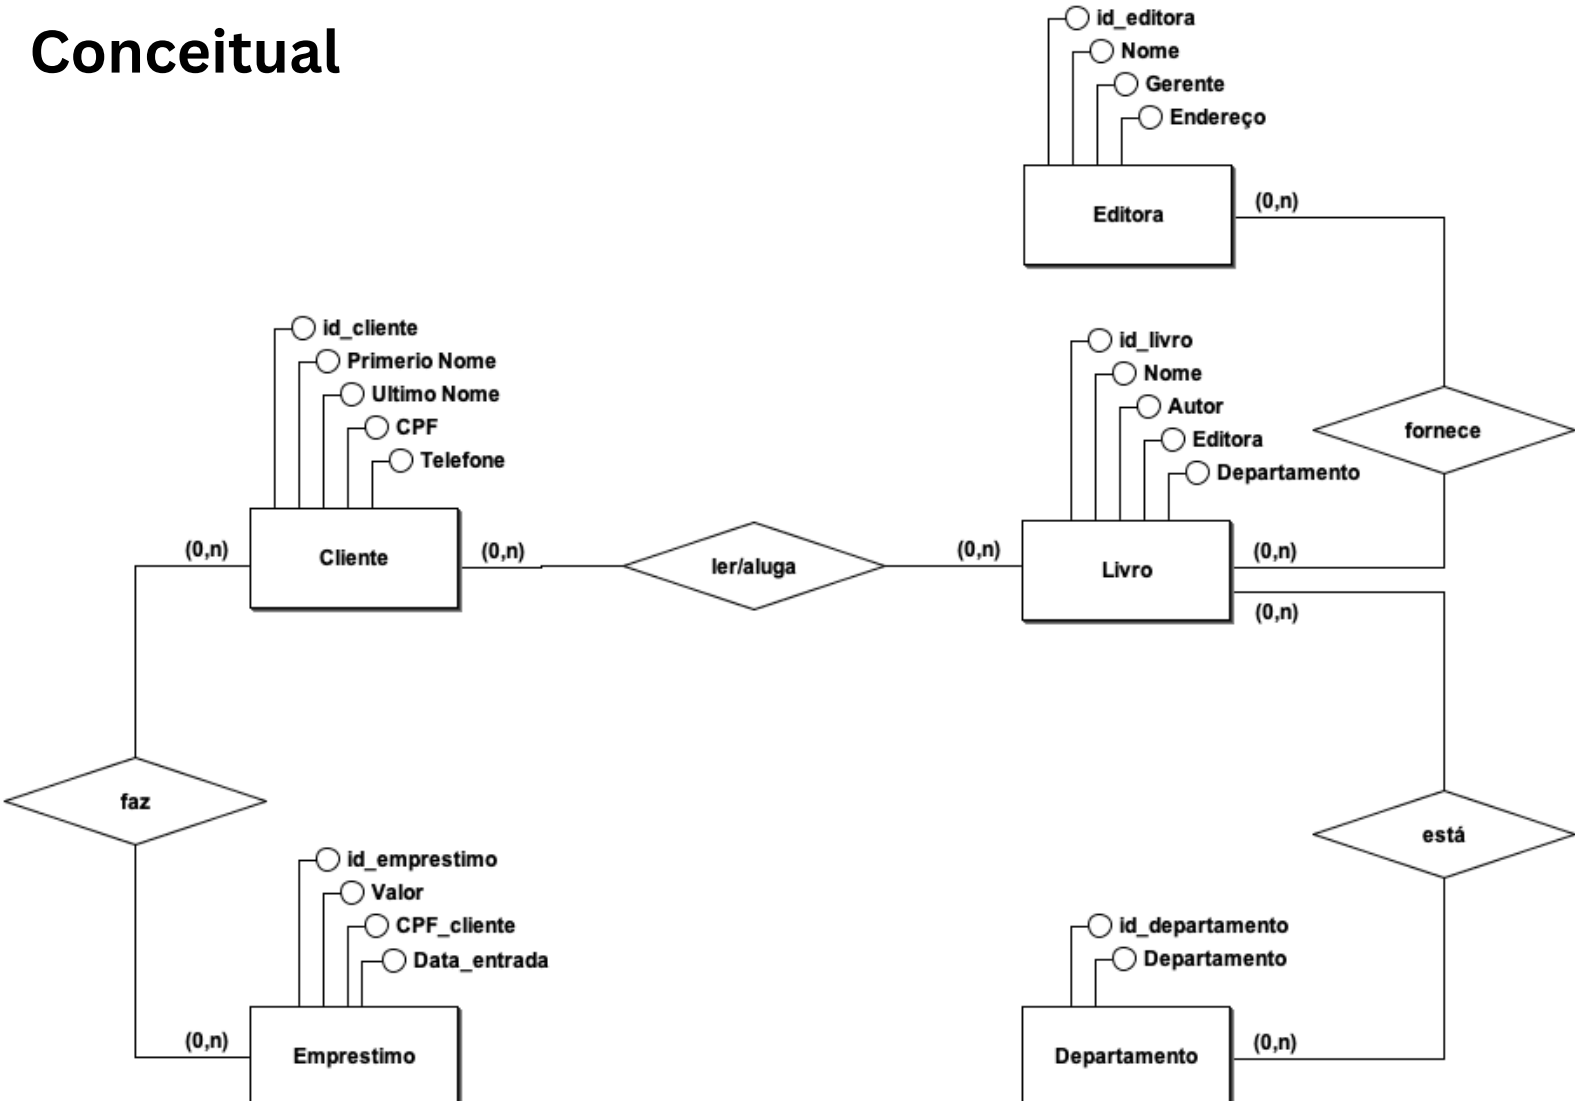 Conceitual
id_editora
Nome
Gerente
Endereço
Editora
(0,n)
fornece
id_cliente
Primerio Nome
Ultimo Nome
CPF
Telefone
Cliente
(0,n)
(0,n)
ler/aluga
(0,n)
id_livro
Nome
Autor
Editora
Departamento
Livro
(0,n)
(0,n)
faz
está
id_emprestimo
Valor
CPF_cliente
Data_entrada
Emprestimo
(0,n)
id_departamento
Departamento
Departamento
(0,n)